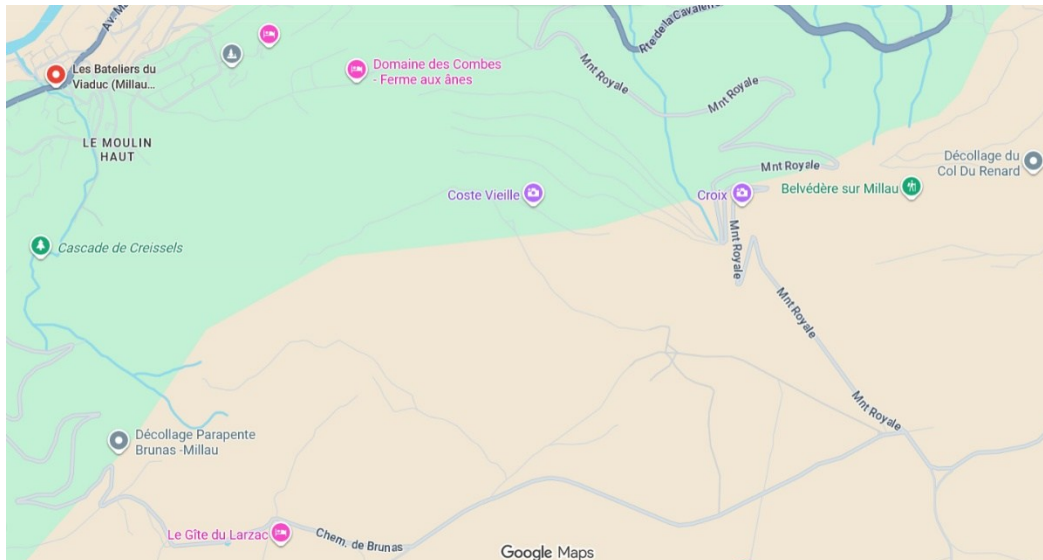 Av. M
Rte de la Cavalerie
Les Bateliers du
Viaduc (Millau...
Domaine des Combes
- Ferme aux ânes
Mnt Royale
Mnt Royale
LE MOULIN
HAUT
Mnt Royale
Décollage du
Col Du Renard
Coste Vieille
Croix
Belvédère sur Millau
Cascade de Creissels
Mnt Royale
Mnt Royale
Mnt Royale
Décollage Parapente
Brunas -Millau
Le Gîte du Larzac
Chem. de Brunas
Google Maps